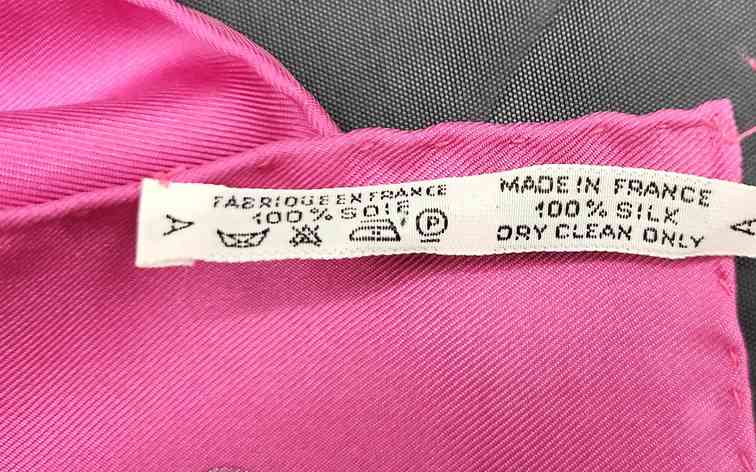 A
FABRIQUE EN FRANCE
100% SOIE
P
MADE IN FRANCE
100% SILK
DRY CLEAN ONLY
A